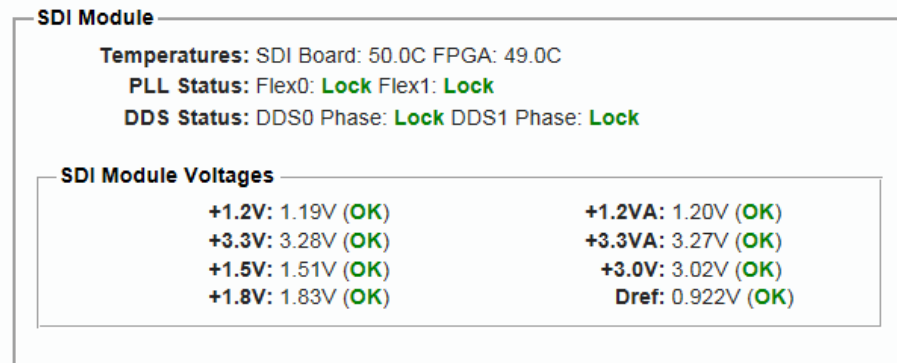 SDI Module
Temperatures: SDI Board: 50.0C FPGA: 49.0C
PLL Status: Flex0: Lock Flex1: Lock
DDS Status: DDS0 Phase: Lock DDS1 Phase: Lock
SDI Module Voltages
+1.2V: 1.19V (OK) +1.2VA: 1.20V (OK)
+3.3V: 3.28V (OK) +3.3VA: 3.27V (OK)
+1.5V: 1.51V (OK) +3.0V: 3.02V (OK)
+1.8V: 1.83V (OK) Dref: 0.922V (OK)